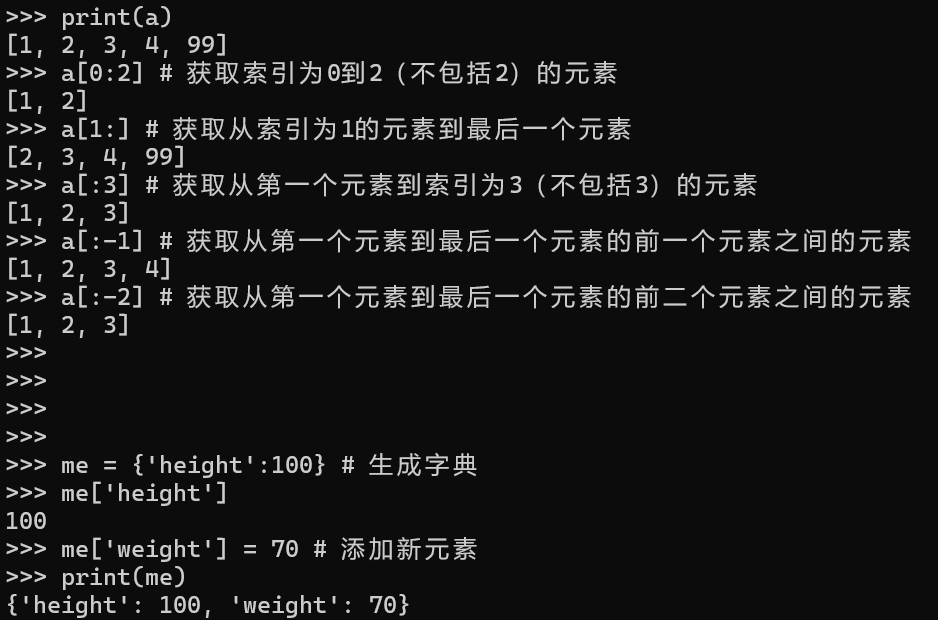 >>> print(a)
[1, 2, 3, 4, 99]
>>> a[0:2] # 获取索引为0到2（不包括2）的元素
[1, 2]
>>> a[1:] # 获取从索引为1的元素到最后一个元素
[2, 3, 4, 99]
>>> a[:3] # 获取从第一个元素到索引为3（不包括3）的元素
[1, 2, 3]
>>> a[:-1] # 获取从第一个元素到最后一个元素的前一个元素之间的元素
[1, 2, 3, 4]
>>> a[:-2] # 获取从第一个元素到最后一个元素的前二个元素之间的元素
[1, 2, 3]
>>>
>>>
>>>
>>>
>>> me = {'height':100} # 生成字典
>>> me['height']
100
>>> me['weight'] = 70 # 添加新元素
>>> print(me)
{'height': 100, 'weight': 70}